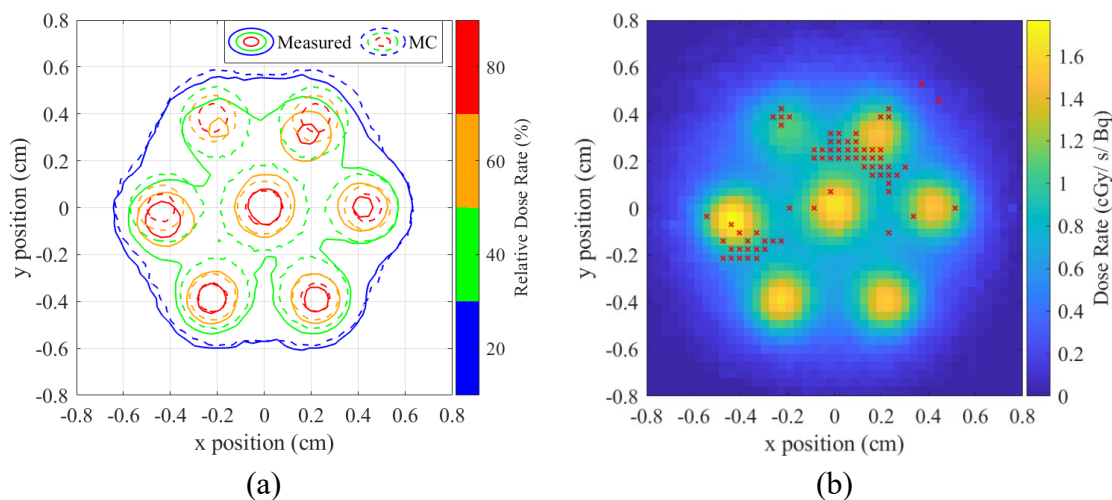 0.8
0.6
0.4
0.2
0
-0.2
-0.4
-0.6
-0.8
y position (cm)
-0.8 -0.6 -0.4 -0.2 0 0.2 0.4 0.6 0.8
x position (cm)
Measured MC
80
60
40
20
Relative Dose Rate (%)
(a)
0.8
0.6
0.4
0.2
0
-0.2
-0.4
-0.6
-0.8
y position (cm)
-0.8 -0.6 -0.4 -0.2 0 0.2 0.4 0.6 0.8
x position (cm)
1.6
1.4
1.2
1
0.8
0.6
0.4
0.2
0
Dose Rate (cGy/ s/ Bq)
(b)